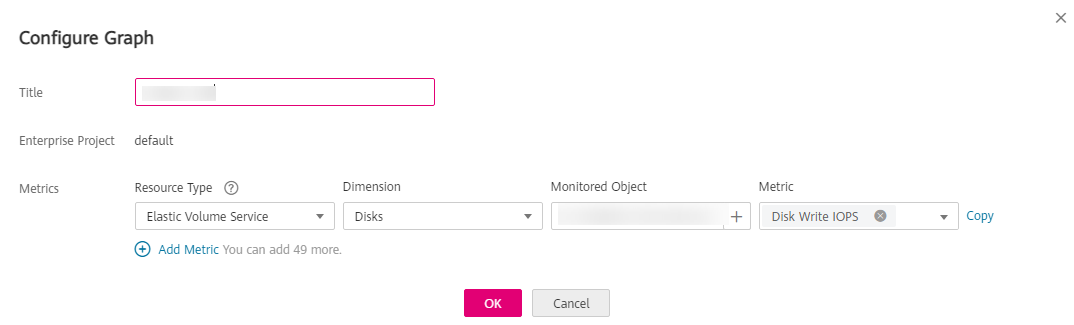 Configure Graph
Title
Enterprise Project default
Metrics Resource Type ? Dimension Monitored Object Metric
Elastic Volume Service Disks Disk Write IOPS Copy
Add Metric You can add 49 more.
OK Cancel